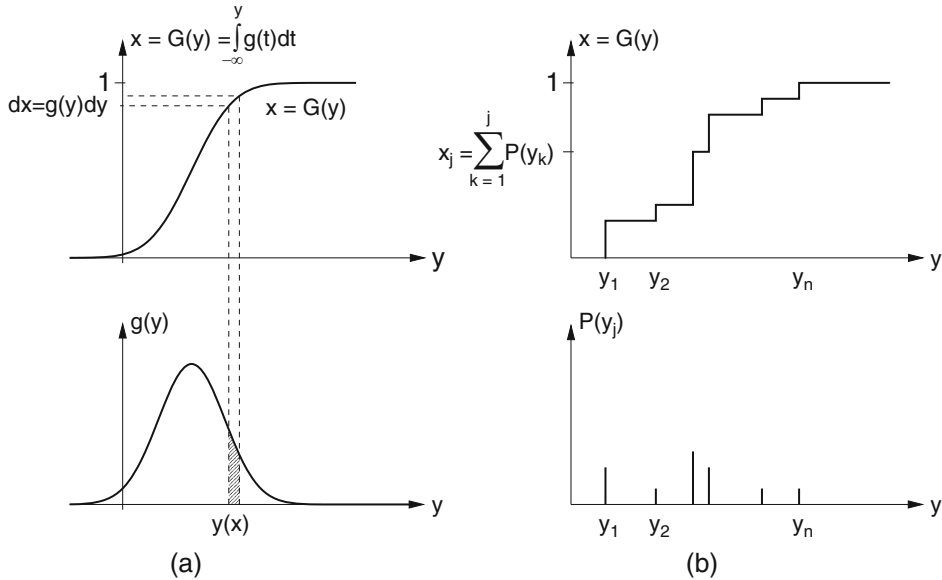 x = G(y) = ∫_{−∞}^{y} g(t)dt
1
dx=g(y)dy
x = G(y)
y
g(y)
y
y(x)
(a)
x = G(y)
1
x_j = ∑_{k = 1}^{j} P(y_k)
y
y_1 y_2 y_n
P(y_j)
y
y_1 y_2 y_n
(b)